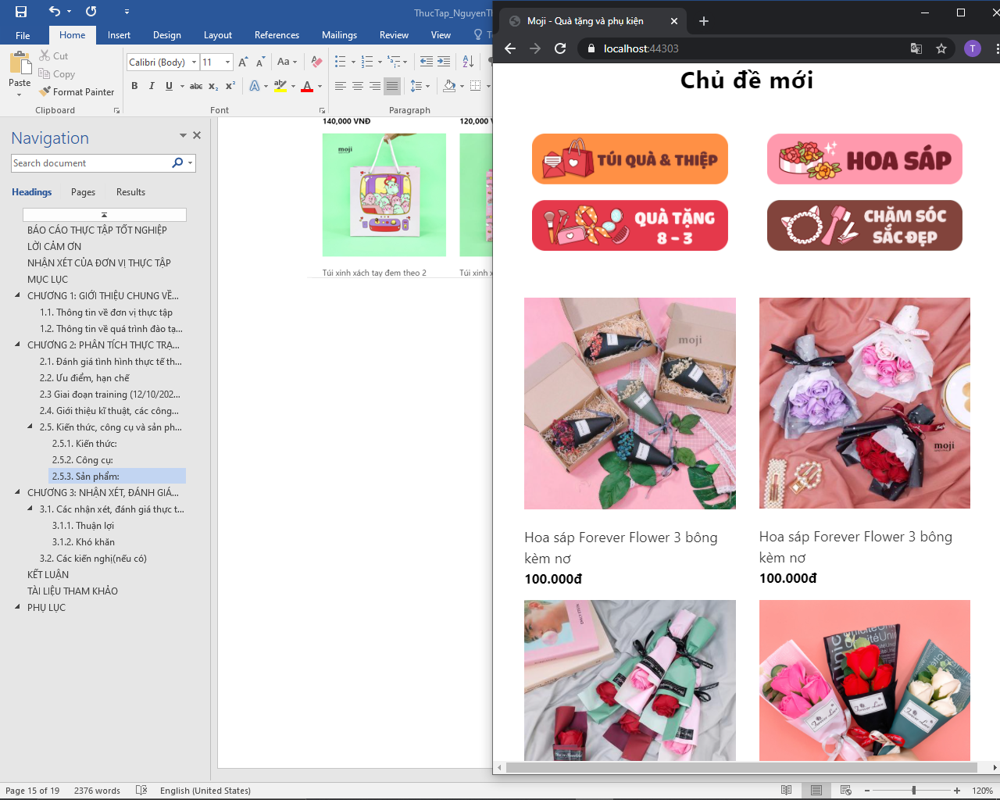 ThucTap_NguyenTh
File
Home
Insert
Design
Layout
References
Mailings
Review
View
Cut
Copy
Paste
Format Painter
Clipboard
Calibri (Body)
11
Aa
B I U abc x₂ x²
A
Font
Paragraph
Navigation
Search document
Headings
Pages
Results
BÁO CÁO THỰC TẬP TỐT NGHIỆP
LỜI CẢM ƠN
NHẬN XÉT CỦA ĐƠN VỊ THỰC TẬP
MỤC LỤC
CHƯƠNG 1: GIỚI THIỆU CHUNG VỀ...
1.1. Thông tin về đơn vị thực tập
1.2. Thông tin về quá trình đào tạ...
CHƯƠNG 2: PHÂN TÍCH THỰC TRẠ...
2.1. Đánh giá tình hình thực tế th...
2.2. Ưu điểm, hạn chế
2.3 Giai đoạn training (12/10/202...
2.4. Giới thiệu kĩ thuật, các công...
2.5. Kiến thức, công cụ và sản ph...
2.5.1. Kiến thức:
2.5.2. Công cụ:
2.5.3. Sản phẩm:
CHƯƠNG 3: NHẬN XÉT, ĐÁNH GIÁ...
3.1. Các nhận xét, đánh giá thực t...
3.1.1. Thuận lợi
3.1.2. Khó khăn
3.2. Các kiến nghị(nếu có)
KẾT LUẬN
TÀI LIỆU THAM KHẢO
PHỤ LỤC
140,000 VNĐ
120,000 V
moji
Túi xinh xách tay đem theo 2
Túi xinh x
Moji - Quà tặng và phụ kiện
localhost:44303
T
Chủ đề mới
TÚI QUÀ & THIỆP
HOA SÁP
QUÀ TẶNG
8 - 3
CHĂM SÓC
SẮC ĐẸP
moji
moji
Hoa sáp Forever Flower 3 bông
kèm nơ
100.000đ
Hoa sáp Forever Flower 3 bông
kèm nơ
100.000đ
Forever Love
Forever Love
Forever Love
Page 15 of 19
2376 words
English (United States)
120%